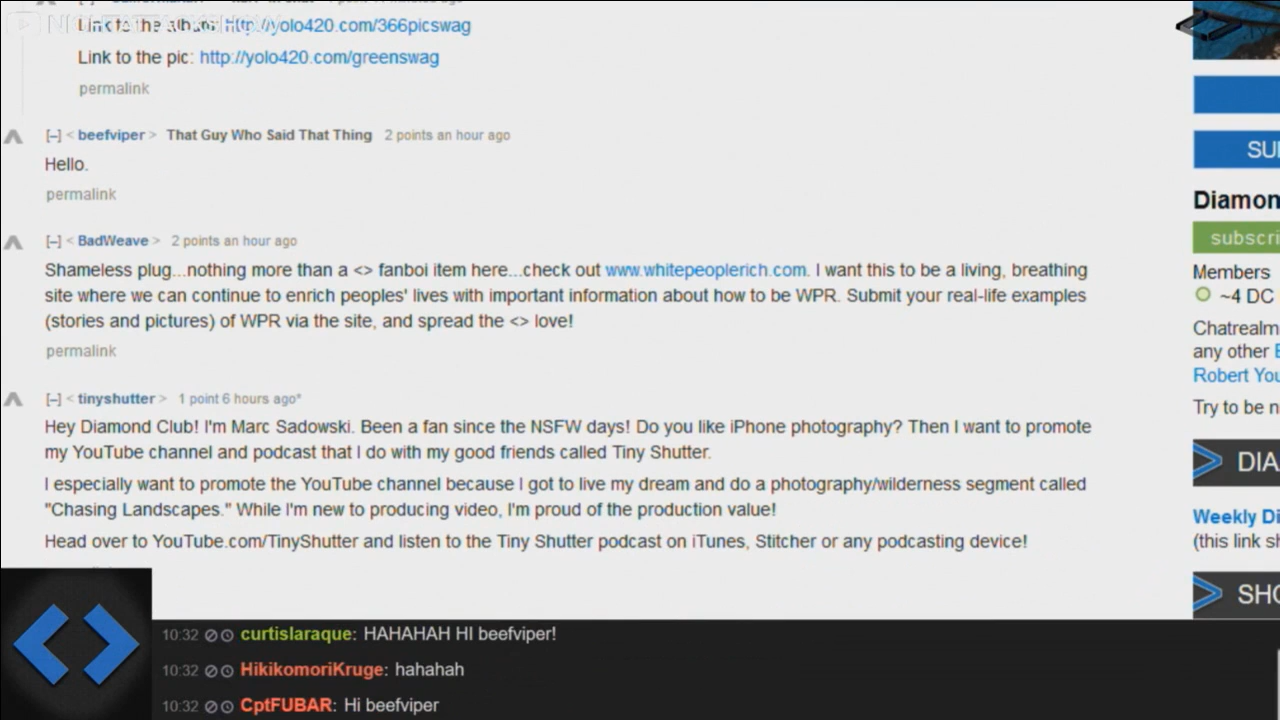 NIGHTATTACKSHOW
Link to the album: http://yolo420.com/366picswag
Link to the pic: http://yolo420.com/greenswag
permalink
[–] < beefviper > That Guy Who Said That Thing 2 points an hour ago
Hello.
permalink
[–] < BadWeave > 2 points an hour ago
Shameless plug...nothing more than a <> fanboi item here...check out www.whitepeoplerich.com. I want this to be a living, breathing
site where we can continue to enrich peoples' lives with important information about how to be WPR. Submit your real-life examples
(stories and pictures) of WPR via the site, and spread the <> love!
permalink
[–] < tinyshutter > 1 point 6 hours ago*
Hey Diamond Club! I'm Marc Sadowski. Been a fan since the NSFW days! Do you like iPhone photography? Then I want to promote
my YouTube channel and podcast that I do with my good friends called Tiny Shutter.
I especially want to promote the YouTube channel because I got to live my dream and do a photography/wilderness segment called
"Chasing Landscapes." While I'm new to producing video, I'm proud of the production value!
Head over to YouTube.com/TinyShutter and listen to the Tiny Shutter podcast on iTunes, Stitcher or any podcasting device!
SU
Diamon
subscri
Members
~4 DC
Chatrealm
any other
Robert You
Try to be n
DIA
Weekly Di
(this link sh
SHO
10:32 curtislaraque: HAHAHAH HI beefviper!
10:32 HikikomoriKruge: hahahah
10:32 CptFUBAR: Hi beefviper